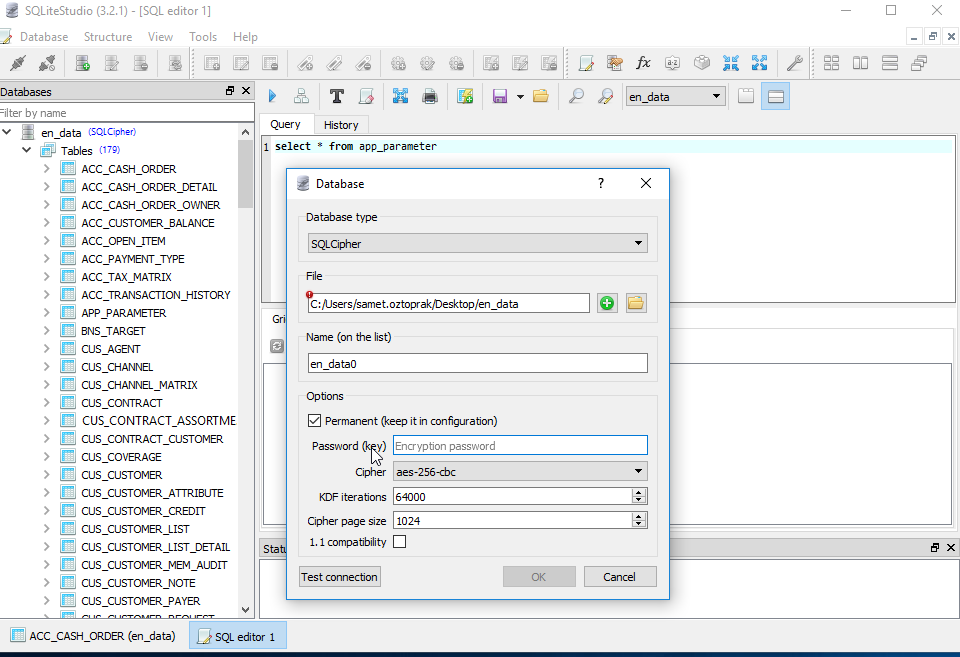 SQLiteStudio (3.2.1) - [SQL editor 1]
Database Structure View Tools Help
Databases
Filter by name
en_data (SQLCipher)
Tables (179)
ACC_CASH_ORDER
ACC_CASH_ORDER_DETAIL
ACC_CASH_ORDER_OWNER
ACC_CUSTOMER_BALANCE
ACC_OPEN_ITEM
ACC_PAYMENT_TYPE
ACC_TAX_MATRIX
ACC_TRANSACTION_HISTORY
APP_PARAMETER
BNS_TARGET
CUS_AGENT
CUS_CHANNEL
CUS_CHANNEL_MATRIX
CUS_CONTRACT
CUS_CONTRACT_ASSORTME
CUS_CONTRACT_CUSTOMER
CUS_COVERAGE
CUS_CUSTOMER
CUS_CUSTOMER_ATTRIBUTE
CUS_CUSTOMER_CREDIT
CUS_CUSTOMER_LIST
CUS_CUSTOMER_LIST_DETAIL
CUS_CUSTOMER_MEM_AUDIT
CUS_CUSTOMER_NOTE
CUS_CUSTOMER_PAYER
CUS_CUSTOMER_REQUEST
en_data
Query History
1 select * from app_parameter
Gri
Statu
Database ?
Database type
SQLCipher
File
C:/Users/samet.oztoprak/Desktop/en_data
Name (on the list)
en_data0
Options
Permanent (keep it in configuration)
Password (key) Encryption password
Cipher aes-256-cbc
KDF iterations 64000
Cipher page size 1024
1.1 compatibility
Test connection OK Cancel
ACC_CASH_ORDER (en_data) SQL editor 1